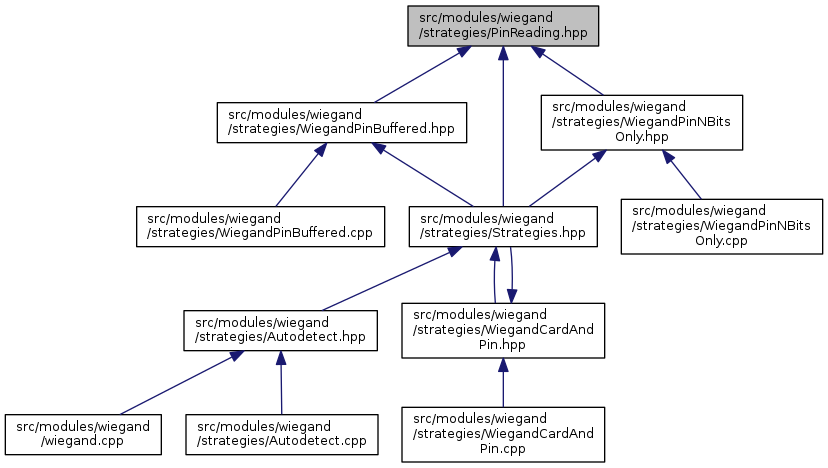 src/modules/wiegand
/strategies/PinReading.hpp
src/modules/wiegand
/strategies/WiegandPinBuffered.hpp
src/modules/wiegand
/strategies/WiegandPinNBits
Only.hpp
src/modules/wiegand
/strategies/WiegandPinBuffered.cpp
src/modules/wiegand
/strategies/Strategies.hpp
src/modules/wiegand
/strategies/WiegandPinNBits
Only.cpp
src/modules/wiegand
/strategies/Autodetect.hpp
src/modules/wiegand
/strategies/WiegandCardAnd
Pin.hpp
src/modules/wiegand
/wiegand.cpp
src/modules/wiegand
/strategies/Autodetect.cpp
src/modules/wiegand
/strategies/WiegandCardAnd
Pin.cpp